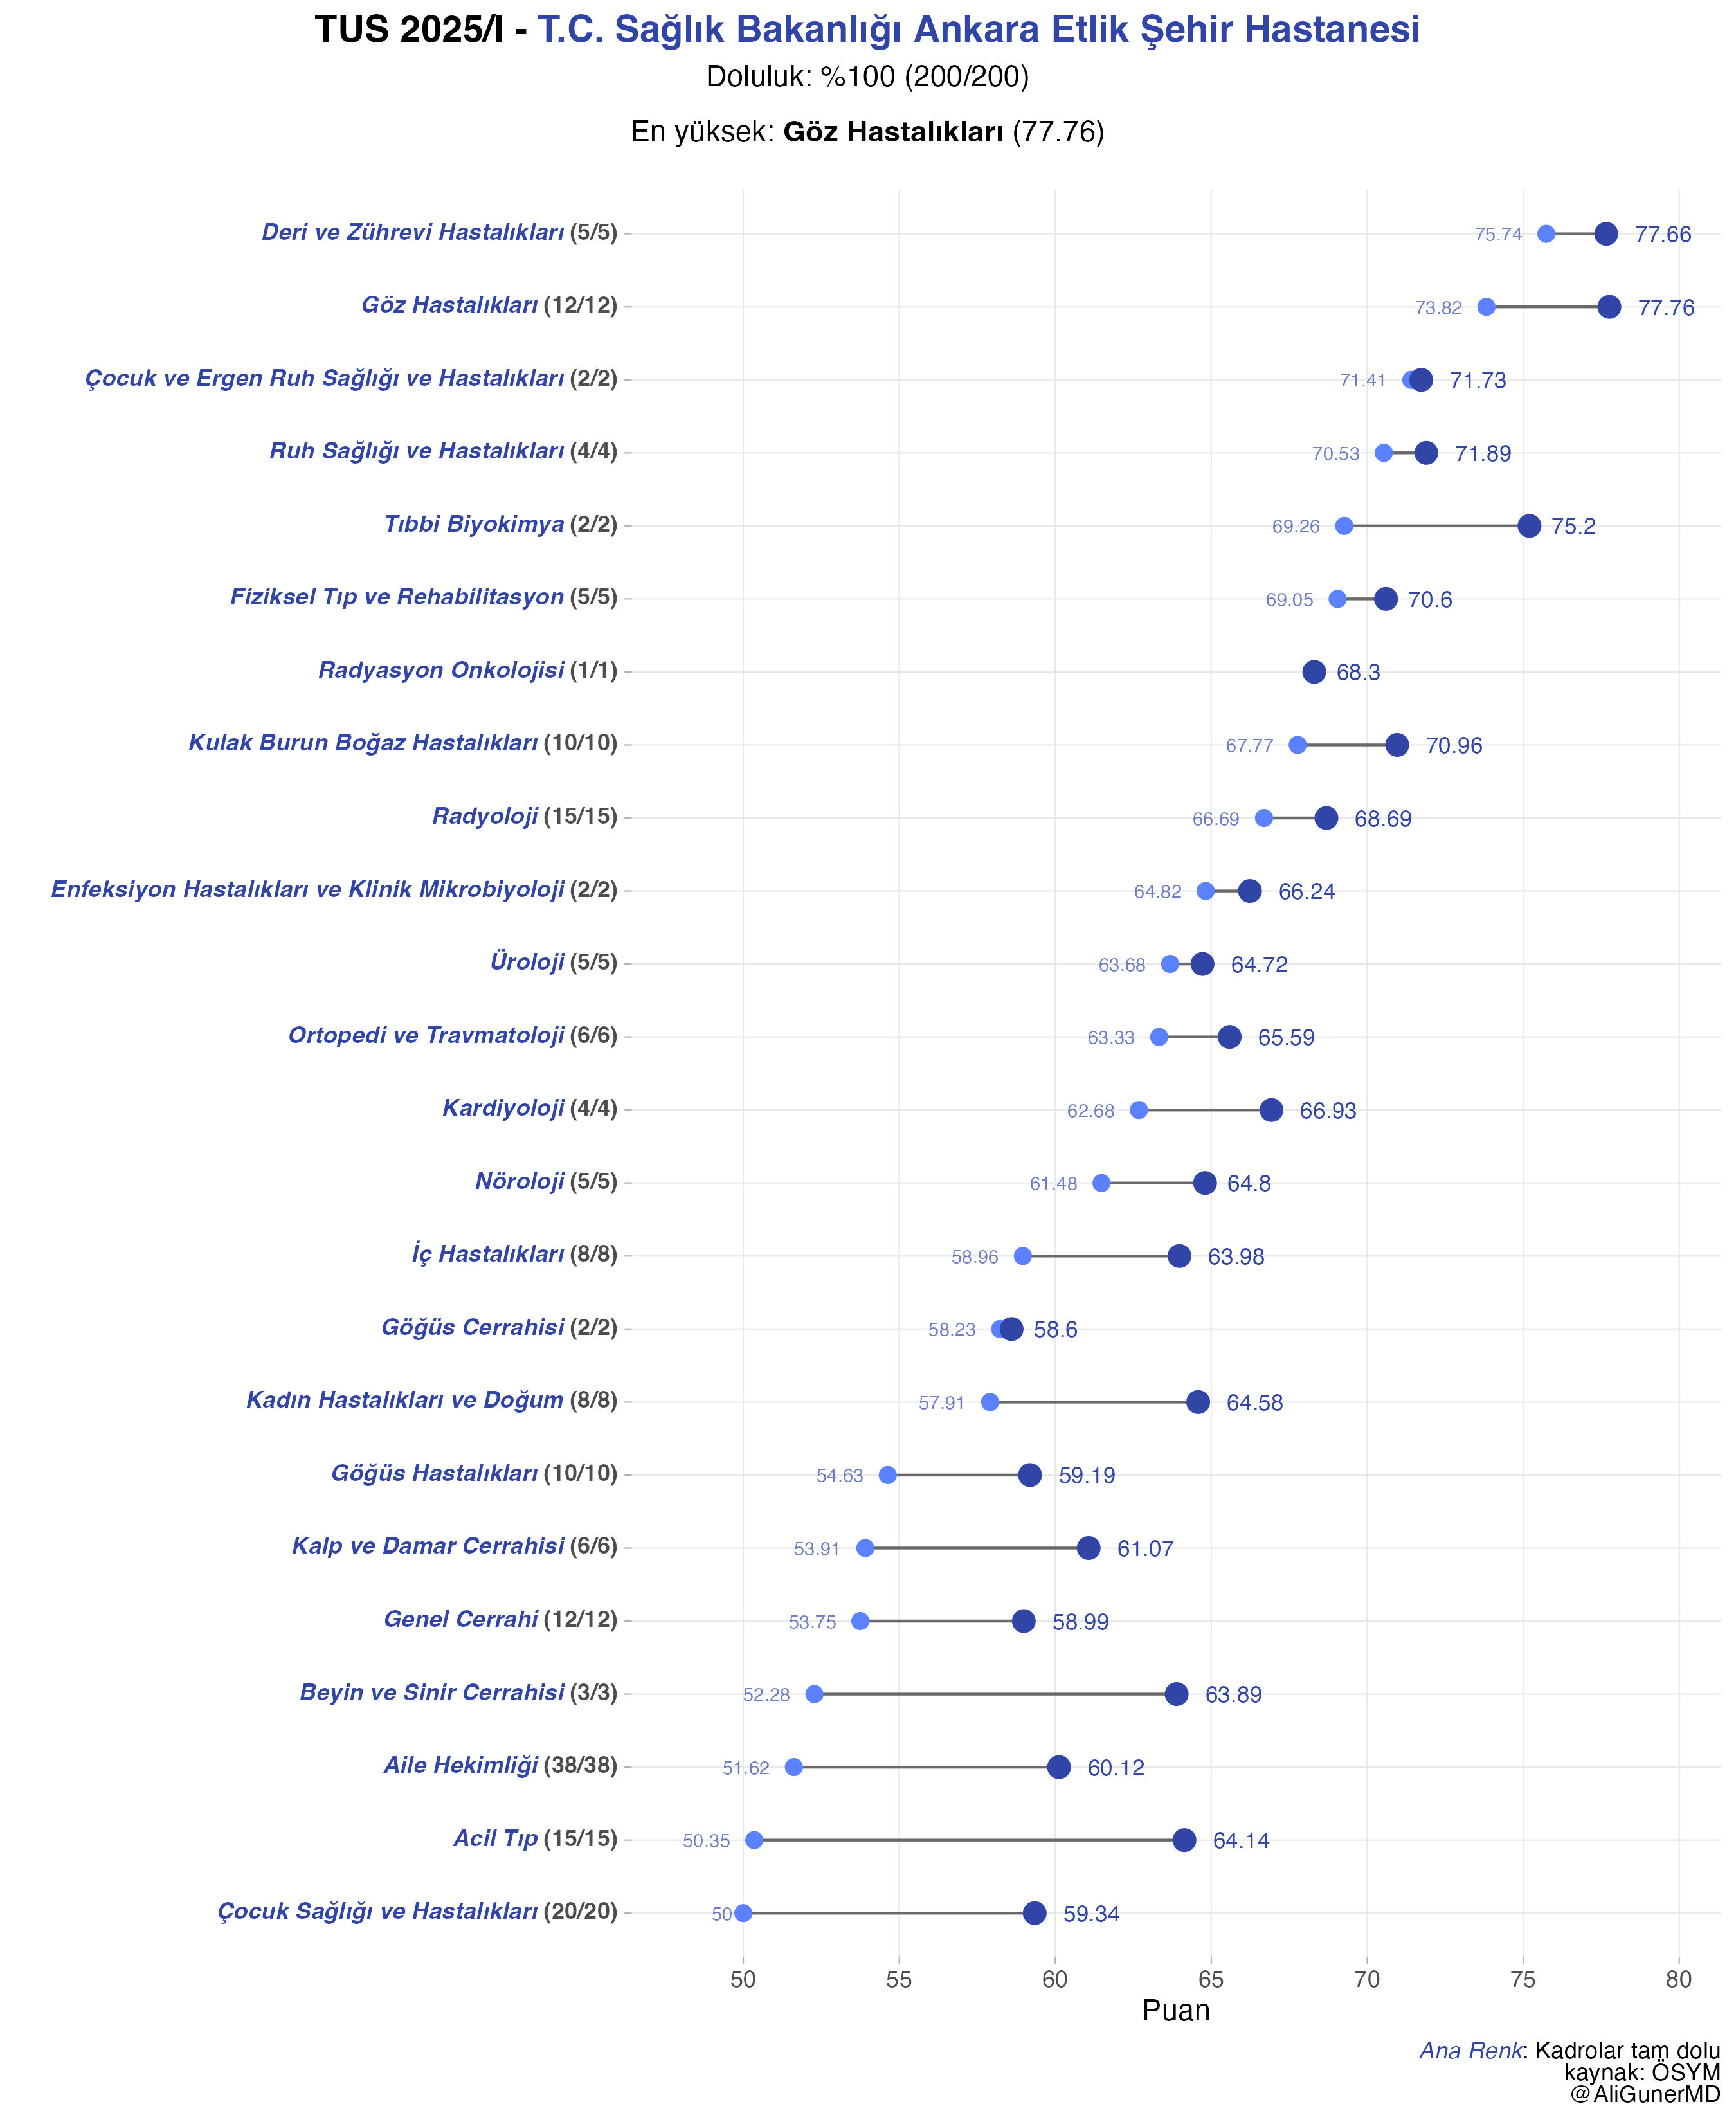 TUS 2025/I - T.C. Sağlık Bakanlığı Ankara Etlik Şehir Hastanesi
Doluluk: %100 (200/200)
En yüksek: Göz Hastalıkları (77.76)
Deri ve Zührevi Hastalıkları (5/5) 75.74 77.66
Göz Hastalıkları (12/12) 73.82 77.76
Çocuk ve Ergen Ruh Sağlığı ve Hastalıkları (2/2) 71.41 71.73
Ruh Sağlığı ve Hastalıkları (4/4) 70.53 71.89
Tıbbi Biyokimya (2/2) 69.26 75.2
Fiziksel Tıp ve Rehabilitasyon (5/5) 69.05 70.6
Radyasyon Onkolojisi (1/1) 68.3
Kulak Burun Boğaz Hastalıkları (10/10) 67.77 70.96
Radyoloji (15/15) 66.69 68.69
Enfeksiyon Hastalıkları ve Klinik Mikrobiyoloji (2/2) 64.82 66.24
Üroloji (5/5) 63.68 64.72
Ortopedi ve Travmatoloji (6/6) 63.33 65.59
Kardiyoloji (4/4) 62.68 66.93
Nöroloji (5/5) 61.48 64.8
İç Hastalıkları (8/8) 58.96 63.98
Göğüs Cerrahisi (2/2) 58.23 58.6
Kadın Hastalıkları ve Doğum (8/8) 57.91 64.58
Göğüs Hastalıkları (10/10) 54.63 59.19
Kalp ve Damar Cerrahisi (6/6) 53.91 61.07
Genel Cerrahi (12/12) 53.75 58.99
Beyin ve Sinir Cerrahisi (3/3) 52.28 63.89
Aile Hekimliği (38/38) 51.62 60.12
Acil Tıp (15/15) 50.35 64.14
Çocuk Sağlığı ve Hastalıkları (20/20) 50 59.34
50 55 60 65 70 75 80
Puan
Ana Renk: Kadrolar tam dolu
kaynak: ÖSYM
@AliGunerMD